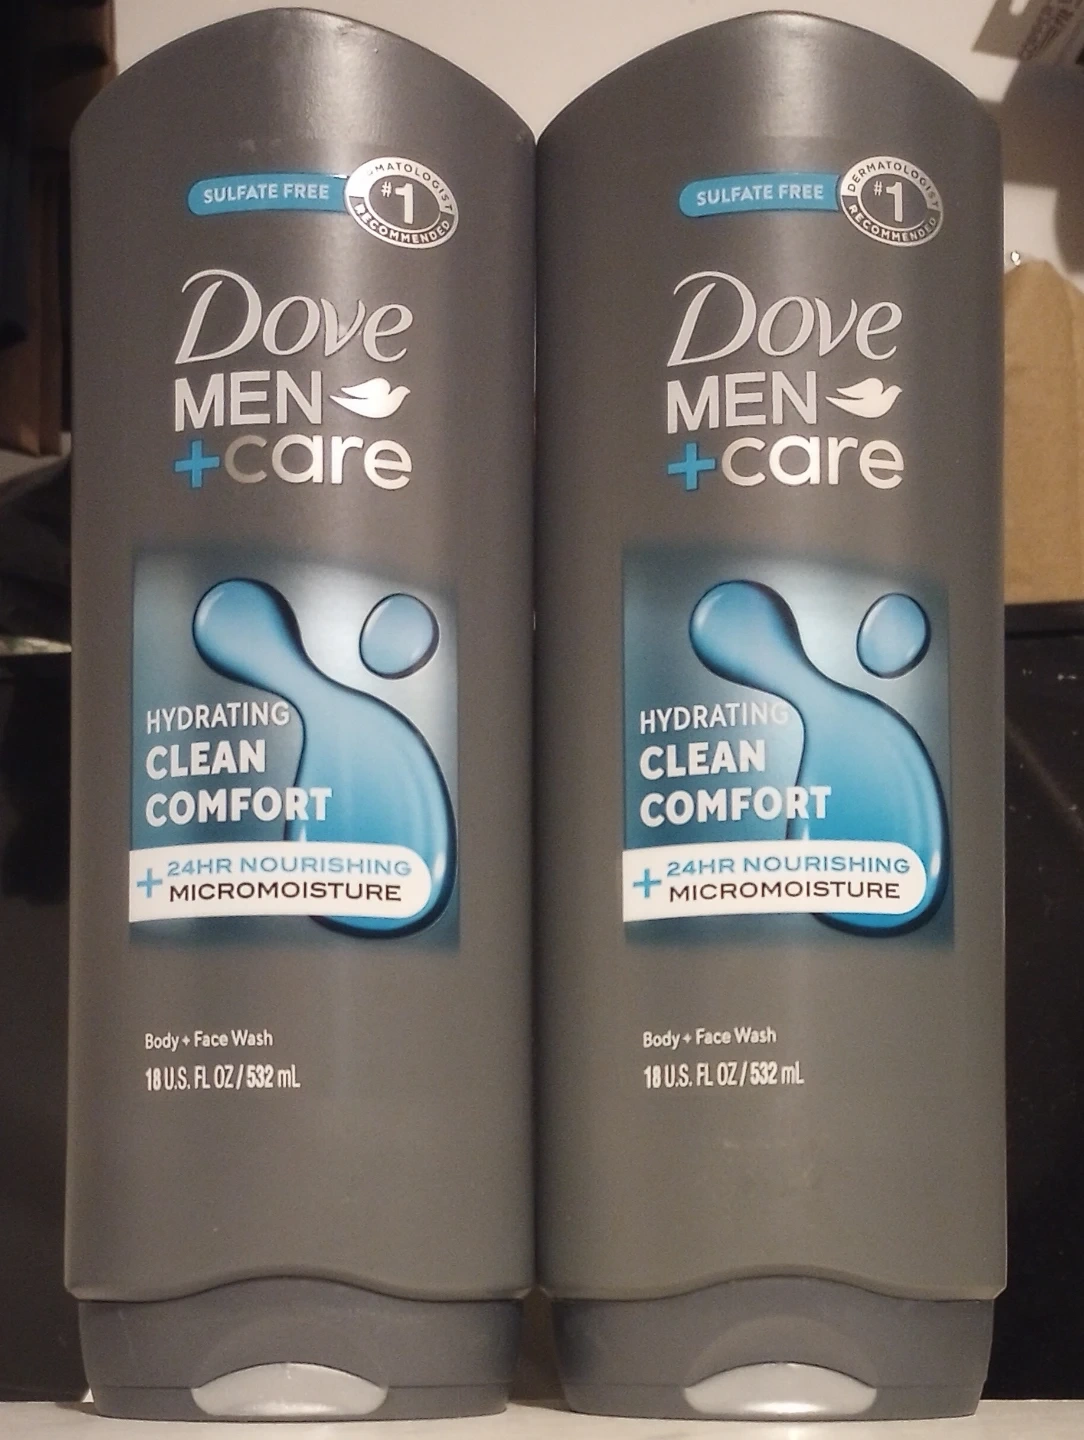 SULFATE FREE
#1
RECOMMENDED
Dove
MEN
+care
HYDRATING
CLEAN
COMFORT
+ 24HR NOURISHING
MICROMOISTURE
Body + Face Wash
18 U.S. FL OZ / 532 mL
SULFATE FREE
DERMATOLOGIST
#1
RECOMMENDED
Dove
MEN
+care
HYDRATING
CLEAN
COMFORT
+ 24HR NOURISHING
MICROMOISTURE
Body + Face Wash
18 U.S. FL OZ / 532 mL